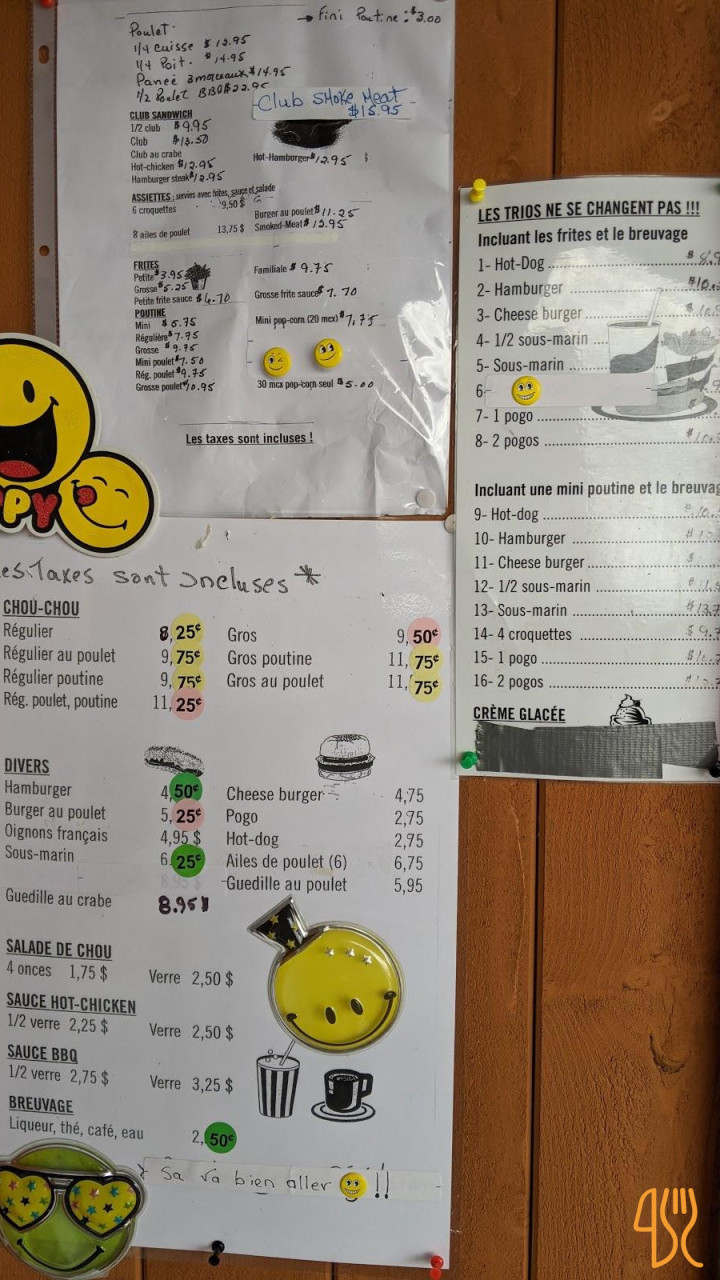 → Fini Poutine: $3.00
Poulet.
1/4 cuisse $12.95
1/4 Poit. $14.95
Panée 3 morceaux $14.95
1/2 Poulet BBQ $22.95
Club Smoke Meat
$15.95
CLUB SANDWICH
1/2 club $9.95
Club $13.50
Club au crabe
Hot-chicken $12.95 Hot-Hamburger $12.95
Hamburger steak $12.95
ASSIETTES : servies avec frites, sauce et salade
6 croquettes 9,50 $ Burger au poulet $11.25
8 ailes de poulet 13,75 $ Smoked-Meat $12.95
FRITES
Petite $3.95 Familiale $9.75
Grosse $5.25
Petite frite sauce $4.70 Grosse frite sauce $7.70
POUTINE
Mini $5.75 Mini pop-corn (20 mcx) $7,75
Régulière $7.75
Grosse $9.75
Mini poulet $7.50
Rég. poulet $9.75
Grosse poulet $10.95 30 mcx pop-corn seul $5.00
Les taxes sont incluses !
PPY
es Taxes sont Incluses *
CHOU-CHOU
Régulier 8,25¢ Gros 9,50¢
Régulier au poulet 9,75¢ Gros poutine 11,75¢
Régulier poutine 9,75¢ Gros au poulet 11,75¢
Rég. poulet, poutine 11,25¢
DIVERS
Hamburger 4,50¢ Cheese burger 4,75
Burger au poulet 5,25¢ Pogo 2,75
Oignons français 4,95 $ Hot-dog 2,75
Sous-marin 6,25¢ Ailes de poulet (6) 6,75
Guedille au poulet 5,95
Guedille au crabe 8.95$
SALADE DE CHOU
4 onces 1,75 $ Verre 2,50 $
SAUCE HOT-CHICKEN
1/2 verre 2,25 $ Verre 2,50 $
SAUCE BBQ
1/2 verre 2,75 $ Verre 3,25 $
BREUVAGE
Liqueur, thé, café, eau 2,50¢
Sa va bien aller !!
LES TRIOS NE SE CHANGENT PAS !!!
Incluant les frites et le breuvage
1- Hot-Dog
2- Hamburger
3- Cheese burger
4- 1/2 sous-marin
5- Sous-marin
6-
7- 1 pogo
8- 2 pogos
Incluant une mini poutine et le breuvag
9- Hot-dog
10- Hamburger
11- Cheese burger
12- 1/2 sous-marin
13- Sous-marin
14- 4 croquettes
15- 1 pogo
16- 2 pogos
CRÈME GLACÉE